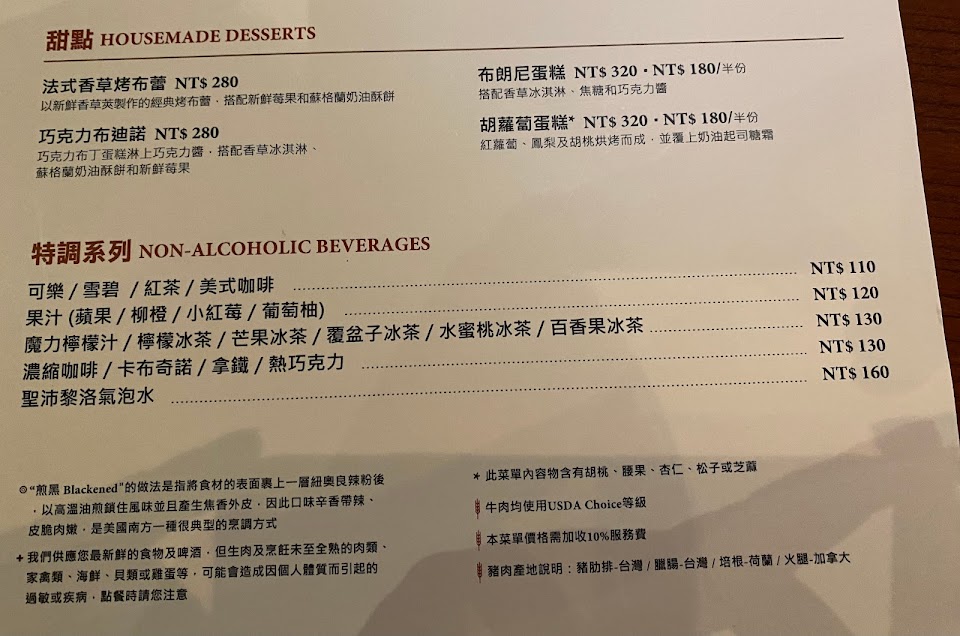 甜點 HOUSEMADE DESSERTS
法式香草烤布蕾 NT$ 280
以新鮮香草莢製作的經典烤布蕾，搭配新鮮莓果和蘇格蘭奶油酥餅
巧克力布迪諾 NT$ 280
巧克力布丁蛋糕淋上巧克力醬，搭配香草冰淇淋、
蘇格蘭奶油酥餅和新鮮莓果
布朗尼蛋糕 NT$ 320・NT$ 180/半份
搭配香草冰淇淋、焦糖和巧克力醬
胡蘿蔔蛋糕* NT$ 320・NT$ 180/半份
紅蘿蔔、鳳梨及胡桃烘烤而成，並覆上奶油起司糖霜
特調系列 NON-ALCOHOLIC BEVERAGES
可樂 / 雪碧 / 紅茶 / 美式咖啡 NT$ 110
果汁 (蘋果 / 柳橙 / 小紅莓 / 葡萄柚) NT$ 120
魔力檸檬汁 / 檸檬冰茶 / 芒果冰茶 / 覆盆子冰茶 / 水蜜桃冰茶 / 百香果冰茶 NT$ 130
濃縮咖啡 / 卡布奇諾 / 拿鐵 / 熱巧克力 NT$ 130
聖沛黎洛氣泡水 NT$ 160
“煎黑 Blackened”的做法是指將食材的表面裹上一層紐奧良辣粉後
，以高溫油煎鎖住風味並且產生焦香外皮，因此口味辛香帶辣、
皮脆肉嫩，是美國南方一種很典型的烹調方式
+ 我們供應您最新鮮的食物及啤酒，但生肉及烹飪未至全熟的肉類、
家禽類、海鮮、貝類或雞蛋等，可能會造成因個人體質而引起的
過敏或疾病，點餐時請您注意
* 此菜單內容物含有胡桃、腰果、杏仁、松子或芝麻
牛肉均使用USDA Choice等級
本菜單價格需加收10%服務費
豬肉產地說明：豬肋排-台灣 / 臘腸-台灣 / 培根-荷蘭 / 火腿-加拿大